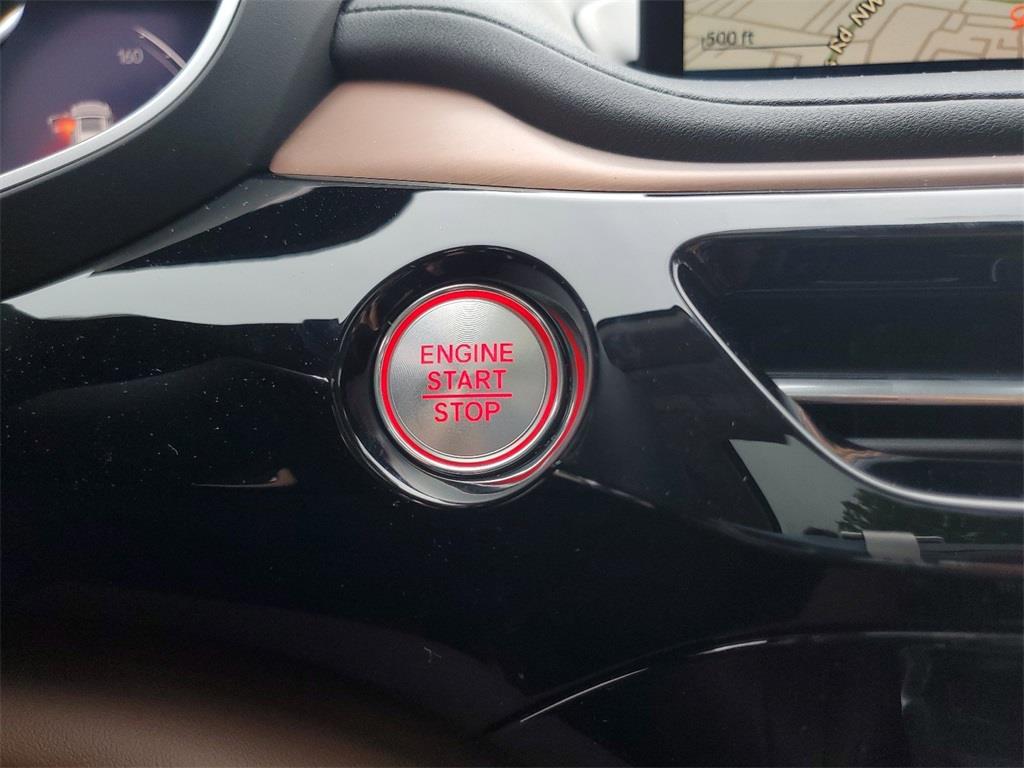 160
500 ft
ENGINE
START
STOP